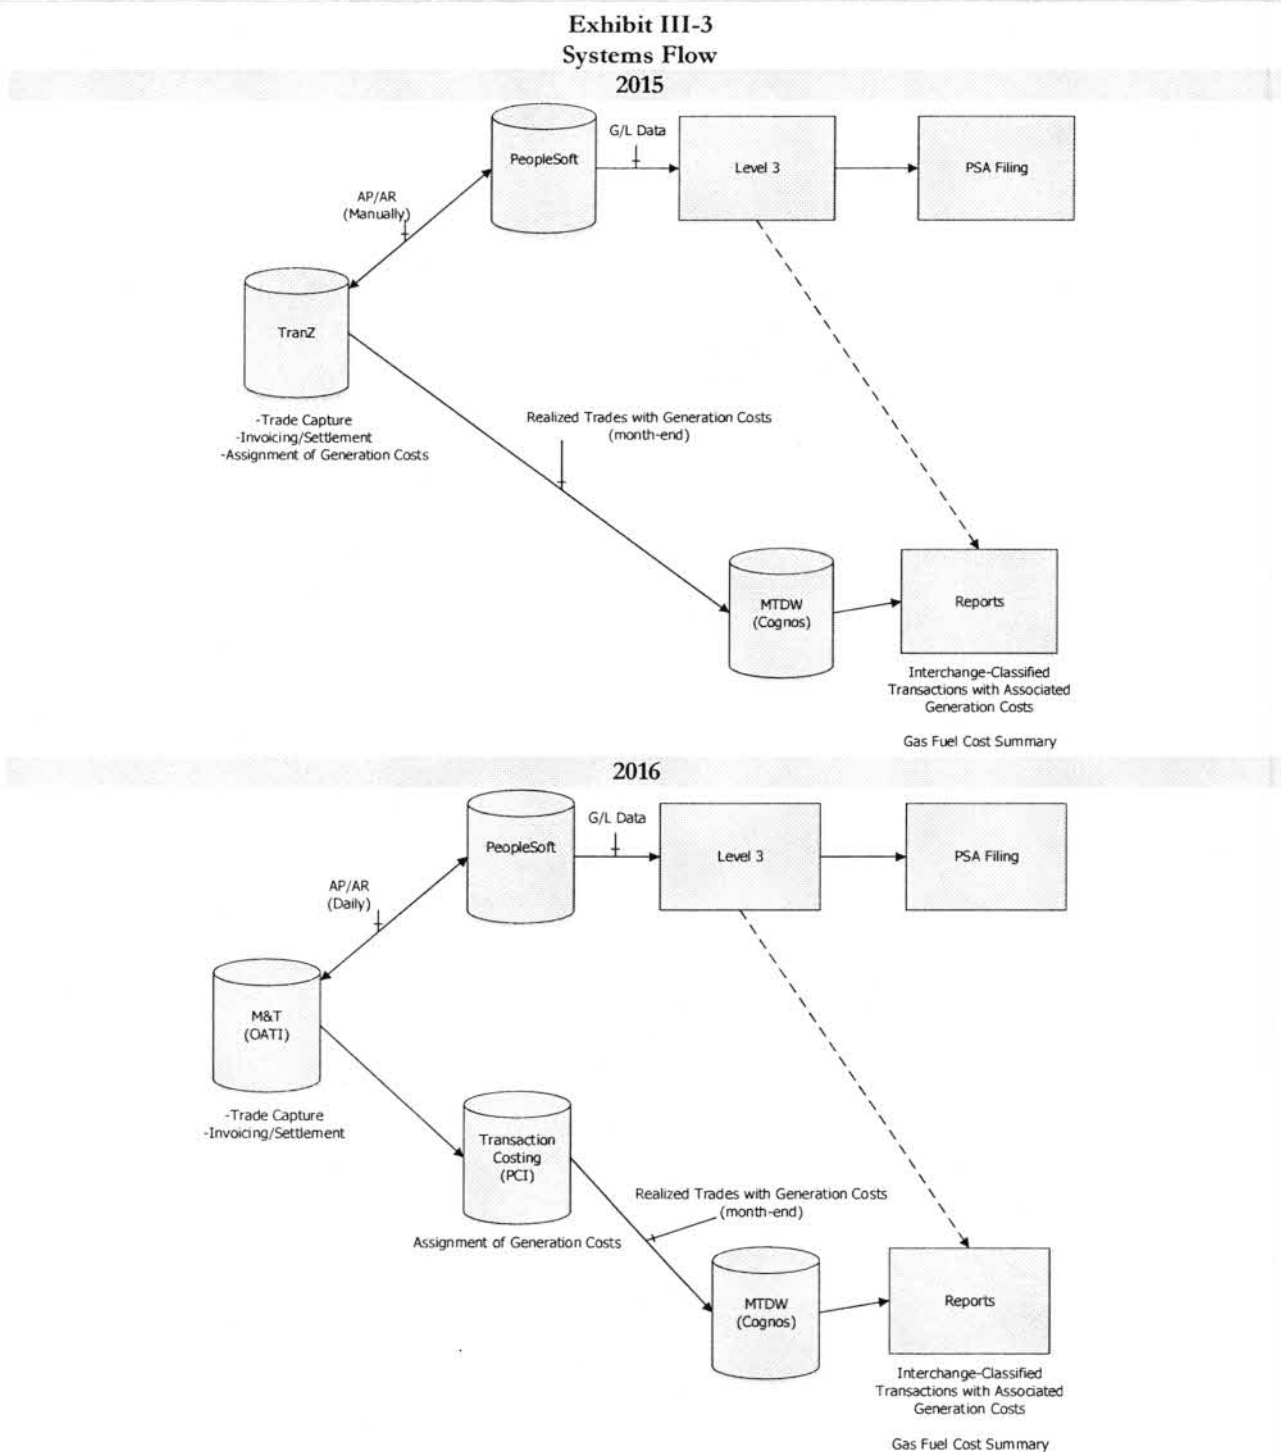 Exhibit III-3
Systems Flow
2015
PeopleSoft
G/L Data
Level 3
PSA Filing
AP/AR
(Manually)
TranZ
-Trade Capture
-Invoicing/Settlement
-Assignment of Generation Costs
Realized Trades with Generation Costs
(month-end)
MTDW
(Cognos)
Reports
Interchange-Classified
Transactions with Associated
Generation Costs
Gas Fuel Cost Summary
2016
PeopleSoft
G/L Data
Level 3
PSA Filing
AP/AR
(Daily)
M&T
(OATI)
-Trade Capture
-Invoicing/Settlement
Transaction
Costing
(PCI)
Assignment of Generation Costs
Realized Trades with Generation Costs
(month-end)
MTDW
(Cognos)
Reports
Interchange-Classified
Transactions with Associated
Generation Costs
Gas Fuel Cost Summary